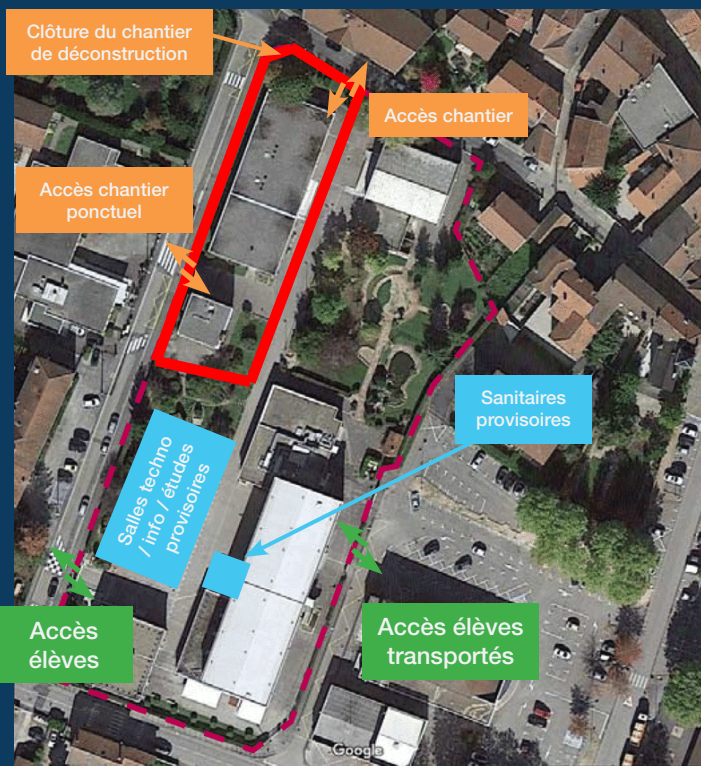 Clôture du chantier
de déconstruction
Accès chantier
Accès chantier
ponctuel
Sanitaires
provisoires
Salles techno
/ info / études
provisoires
Accès
élèves
Accès élèves
transportés
Google